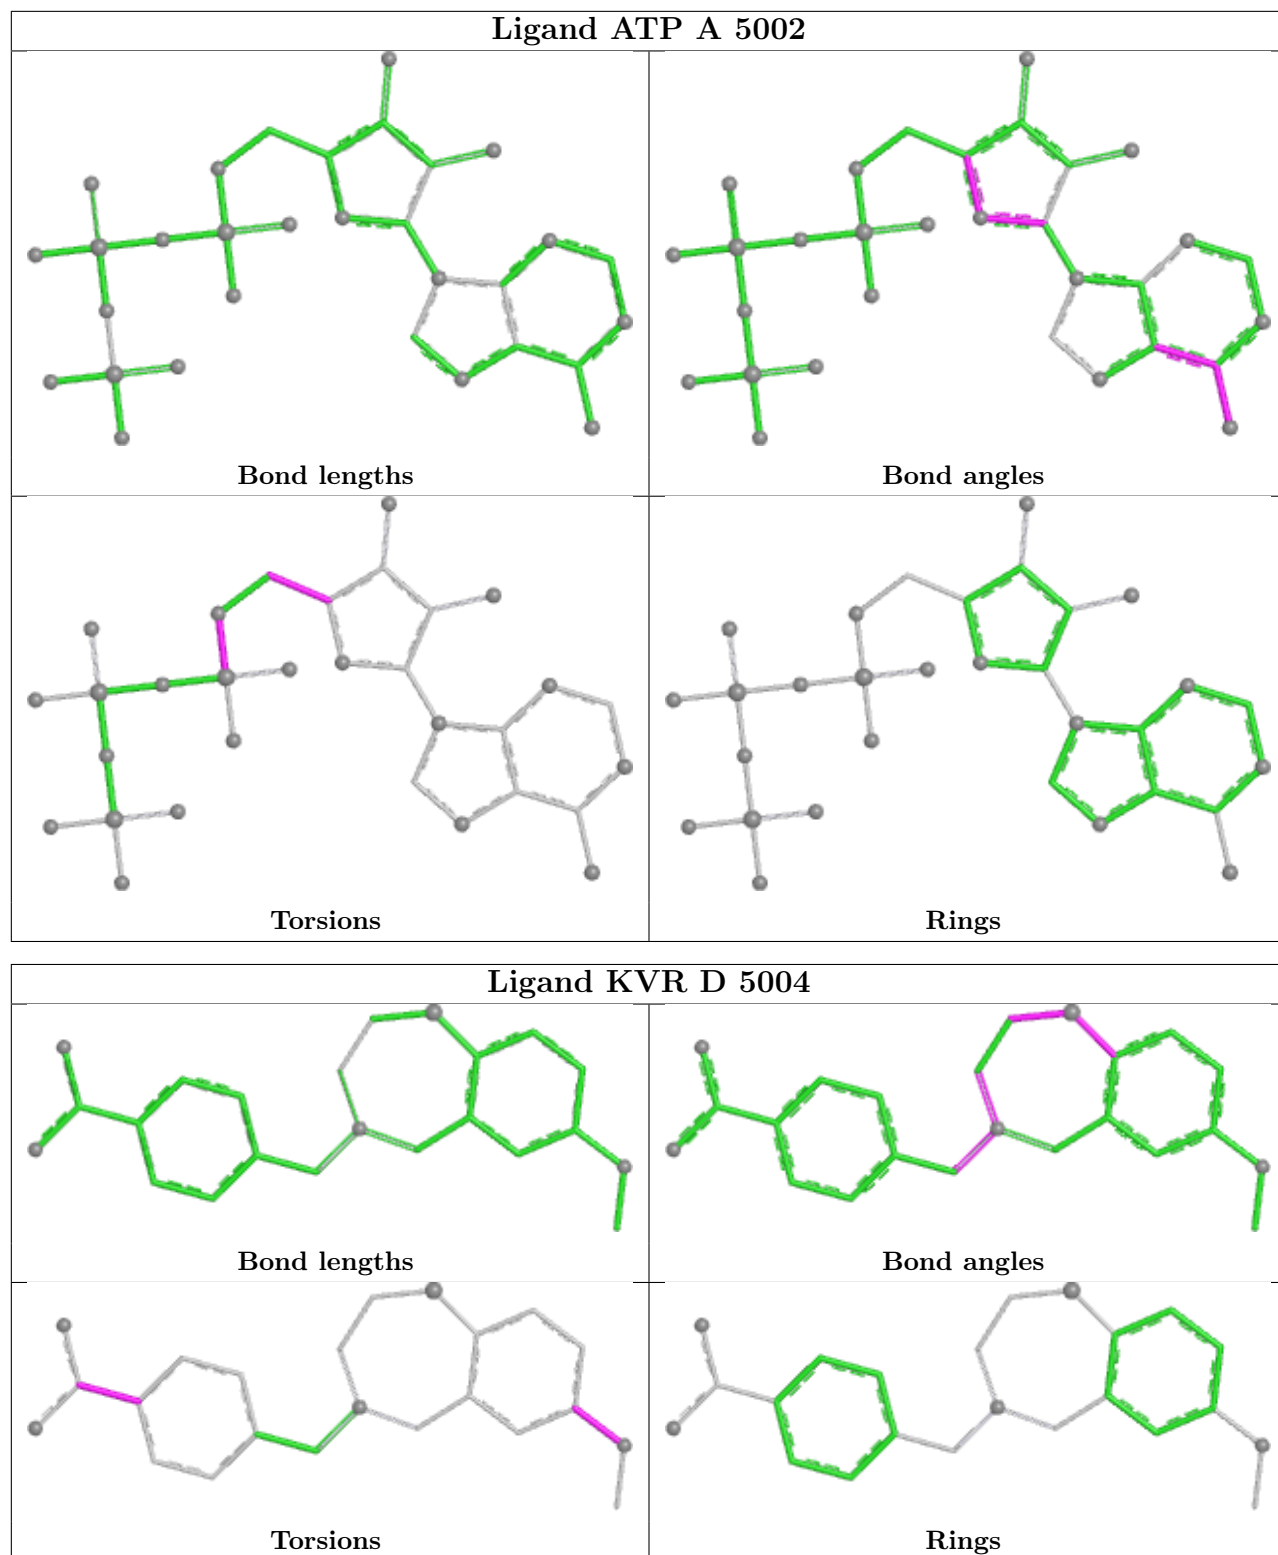 Ligand ATP A 5002
Bond lengths
Bond angles
Torsions
Rings
Ligand KVR D 5004
Bond lengths
Bond angles
Torsions
Rings